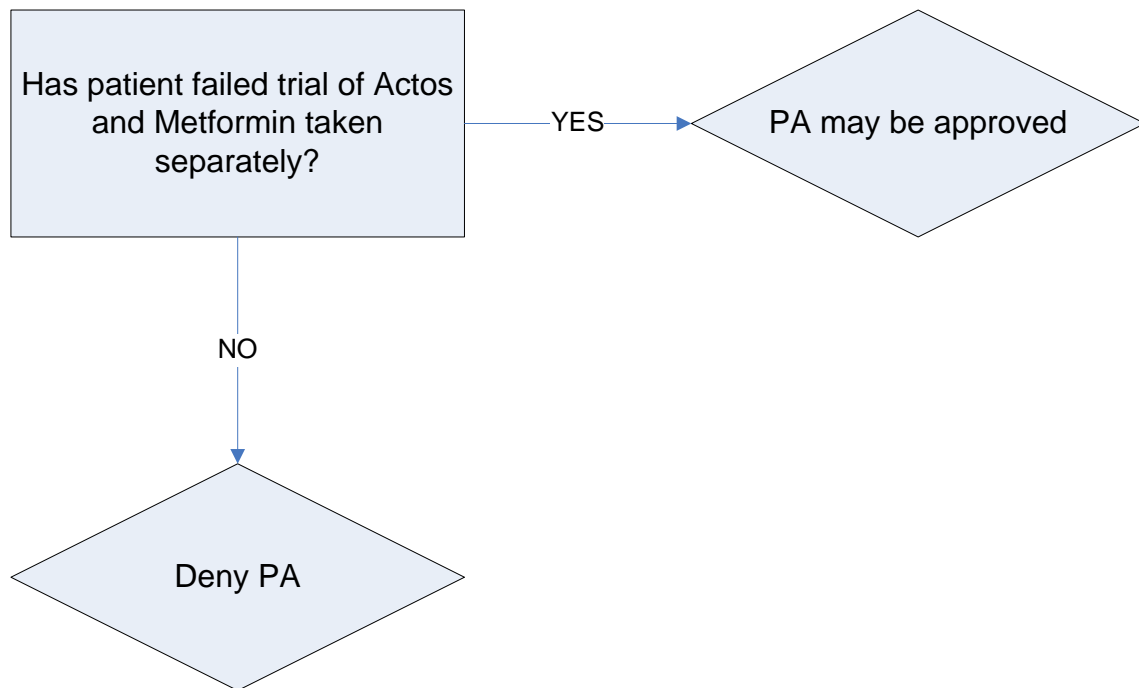 Has patient failed trial of Actos
and Metformin taken
separately?
YES
PA may be approved
NO
Deny PA